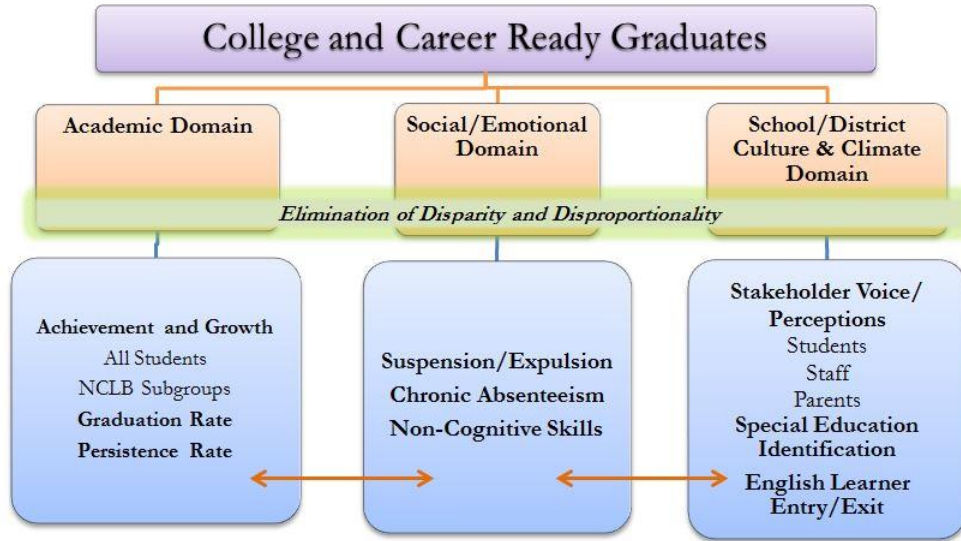 College and Career Ready Graduates
Academic Domain
Social/Emotional
Domain
School/District
Culture & Climate
Domain
Elimination of Disparity and Disproportionality
Achievement and Growth
All Students
NCLB Subgroups
Graduation Rate
Persistence Rate
Suspension/Expulsion
Chronic Absenteeism
Non-Cognitive Skills
Stakeholder Voice/
Perceptions
Students
Staff
Parents
Special Education
Identification
English Learner
Entry/Exit